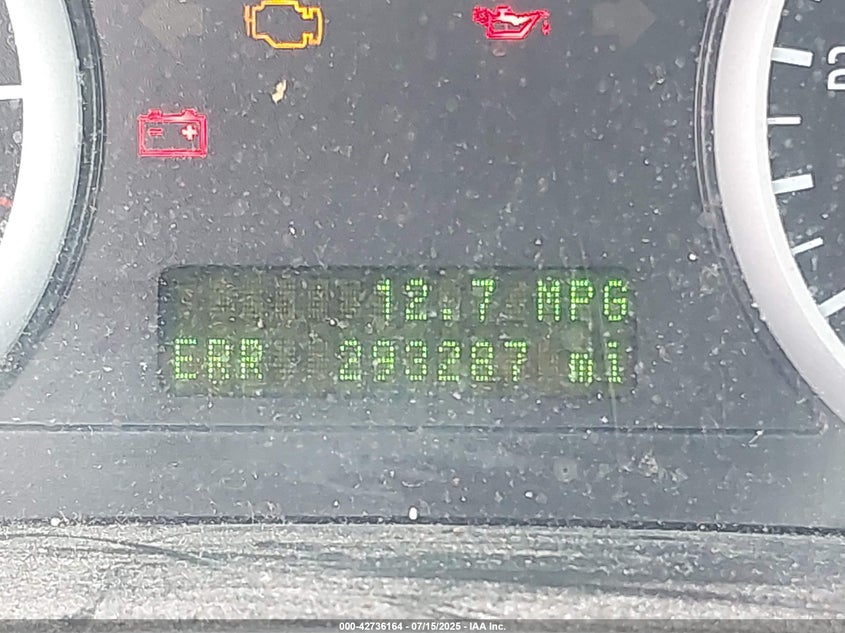 12.7 MPG
ERR 293287 mi
000-42736164 - 07/15/2025 - IAA Inc.